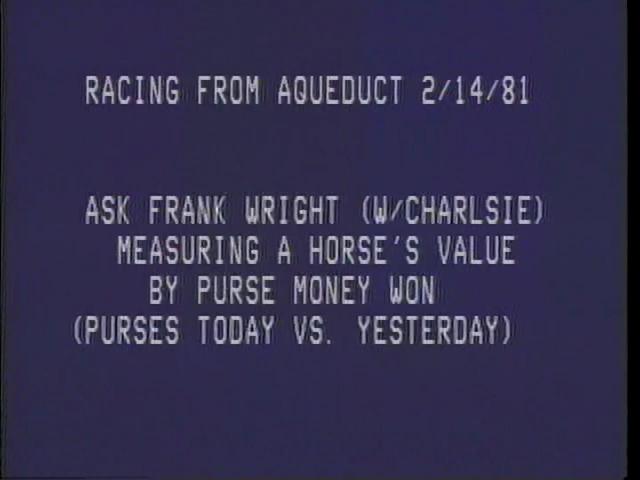 RACING FROM AQUEDUCT 2/14/81
ASK FRANK WRIGHT (W/CHARLSIE)
MEASURING A HORSE'S VALUE
BY PURSE MONEY WON
(PURSES TODAY VS. YESTERDAY)